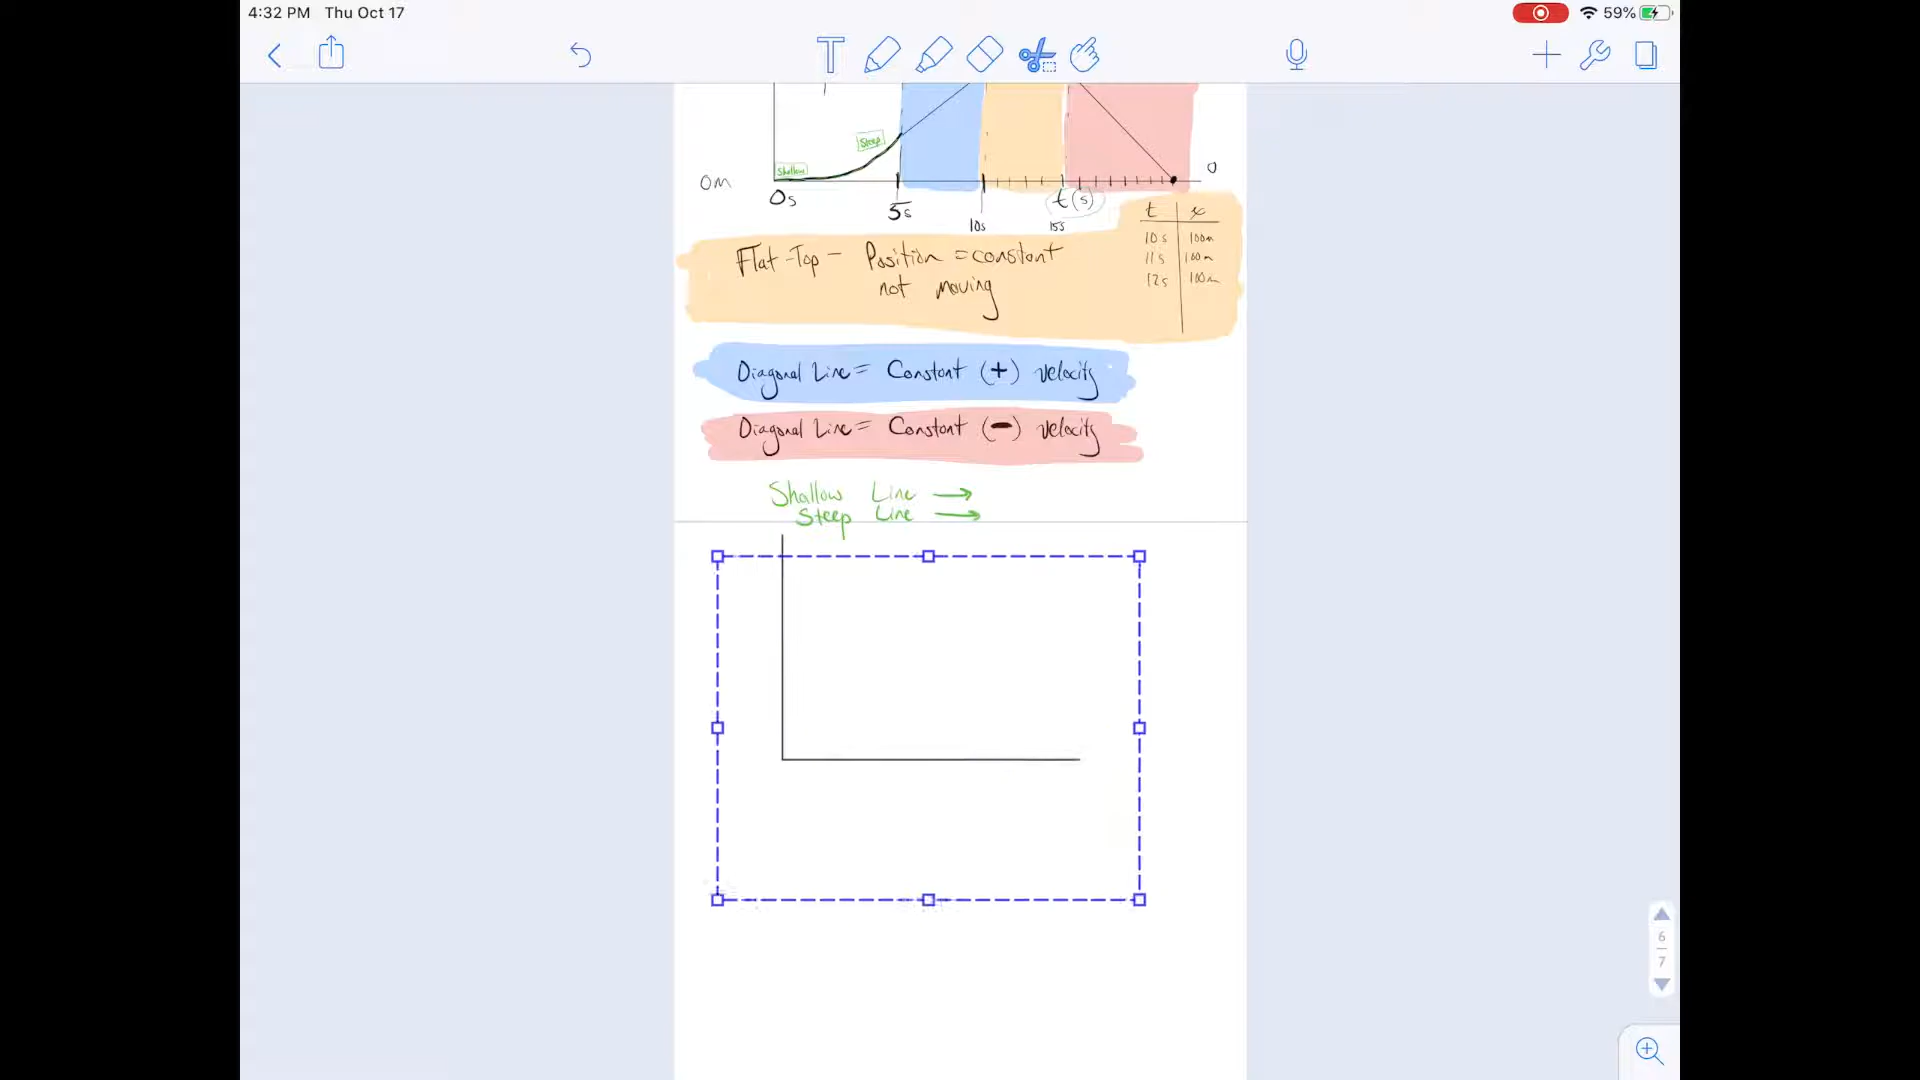 4:32 PM Thu Oct 17
59%
T
Steep
Shallow
0m
0
0s
5s
10s
15s
t(s)
t x
10s 100m
11s 100m
12s 100m
Flat-Top - Position = constant
not moving
Diagonal Line = Constant (+) velocity
Diagonal Line = Constant (-) velocity
Shallow Line →
Steep Line →
6
7